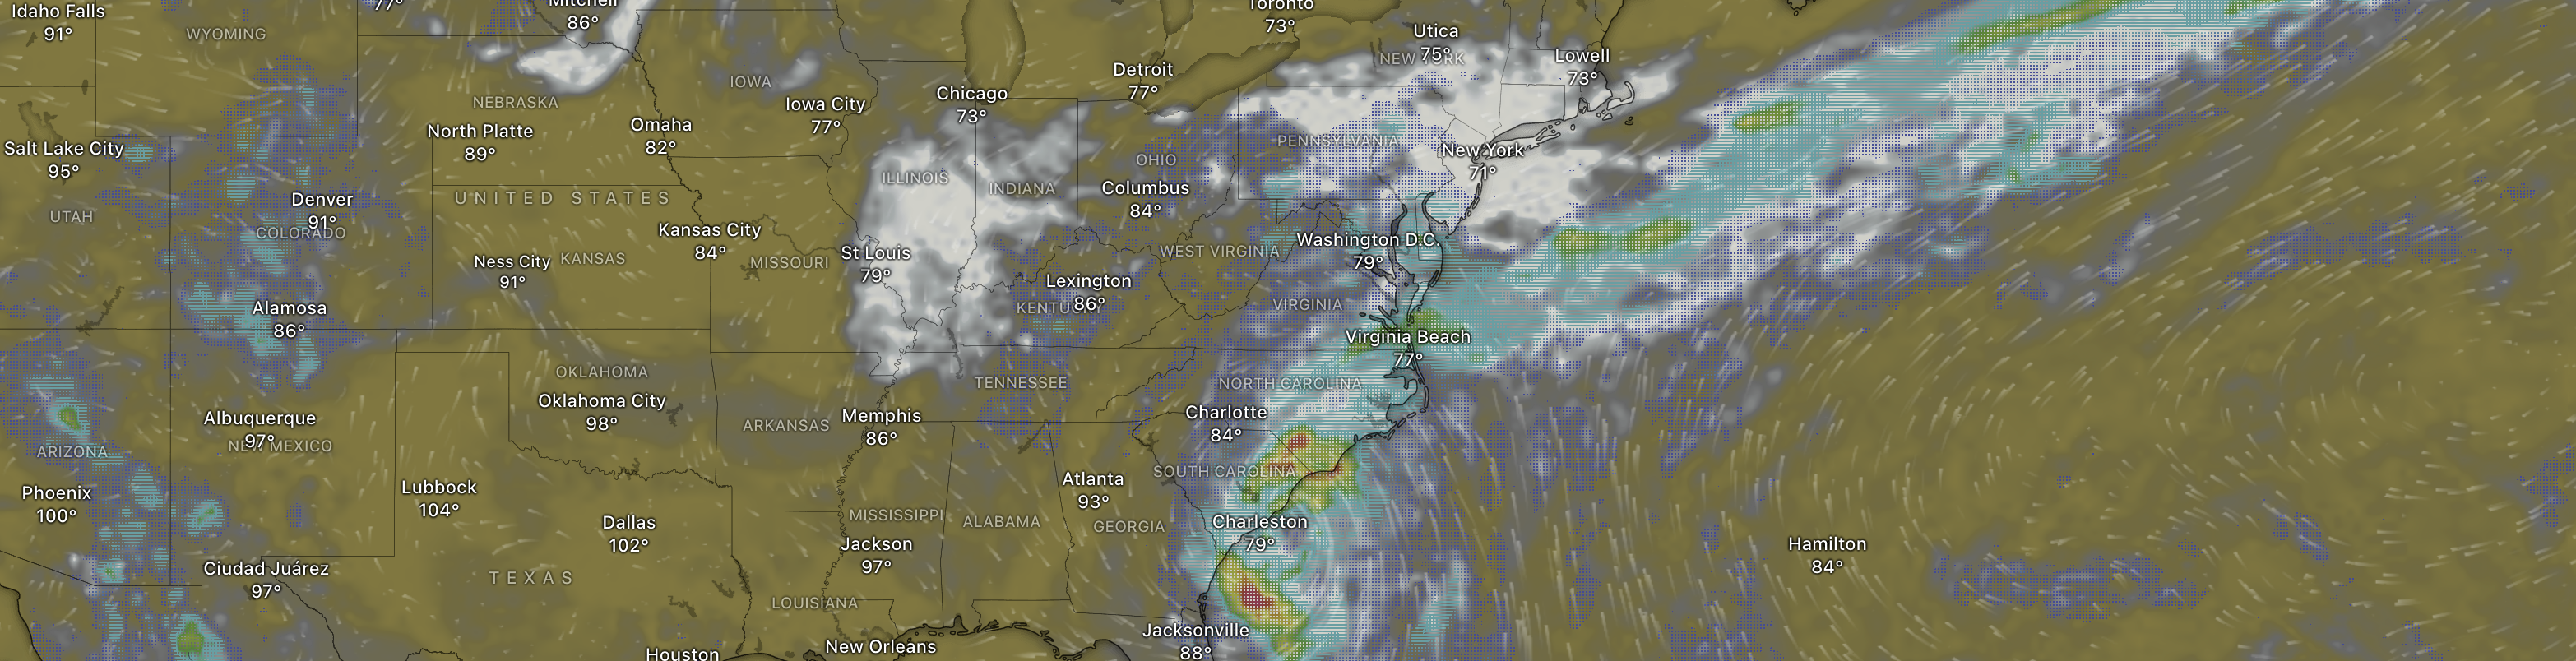 Idaho Falls
91°
WYOMING
77°
Mitchell
86°
Toronto
73°
Utica
75°
NEW YORK
Lowell
73°
Detroit
77°
IOWA
Chicago
73°
NEBRASKA
Iowa City
77°
North Platte
89°
Omaha
82°
Salt Lake City
95°
PENNSYLVANIA
New York
71°
OHIO
ILLINOIS
INDIANA
Columbus
84°
Denver
91°
UNITED STATES
UTAH
COLORADO
Kansas City
84°
Washington D.C.
79°
WEST VIRGINIA
St Louis
79°
Ness City
91°
KANSAS
MISSOURI
Lexington
86°
KENTUCKY
VIRGINIA
Alamosa
86°
Virginia Beach
77°
OKLAHOMA
TENNESSEE
NORTH CAROLINA
Oklahoma City
98°
Albuquerque
97°
NEW MEXICO
Memphis
86°
ARKANSAS
Charlotte
84°
ARIZONA
SOUTH CAROLINA
Atlanta
93°
Phoenix
100°
Lubbock
104°
Dallas
102°
MISSISSIPPI
ALABAMA
GEORGIA
Charleston
79°
Jackson
97°
Hamilton
84°
Ciudad Juárez
97°
TEXAS
LOUISIANA
Jacksonville
88°
New Orleans
Houston